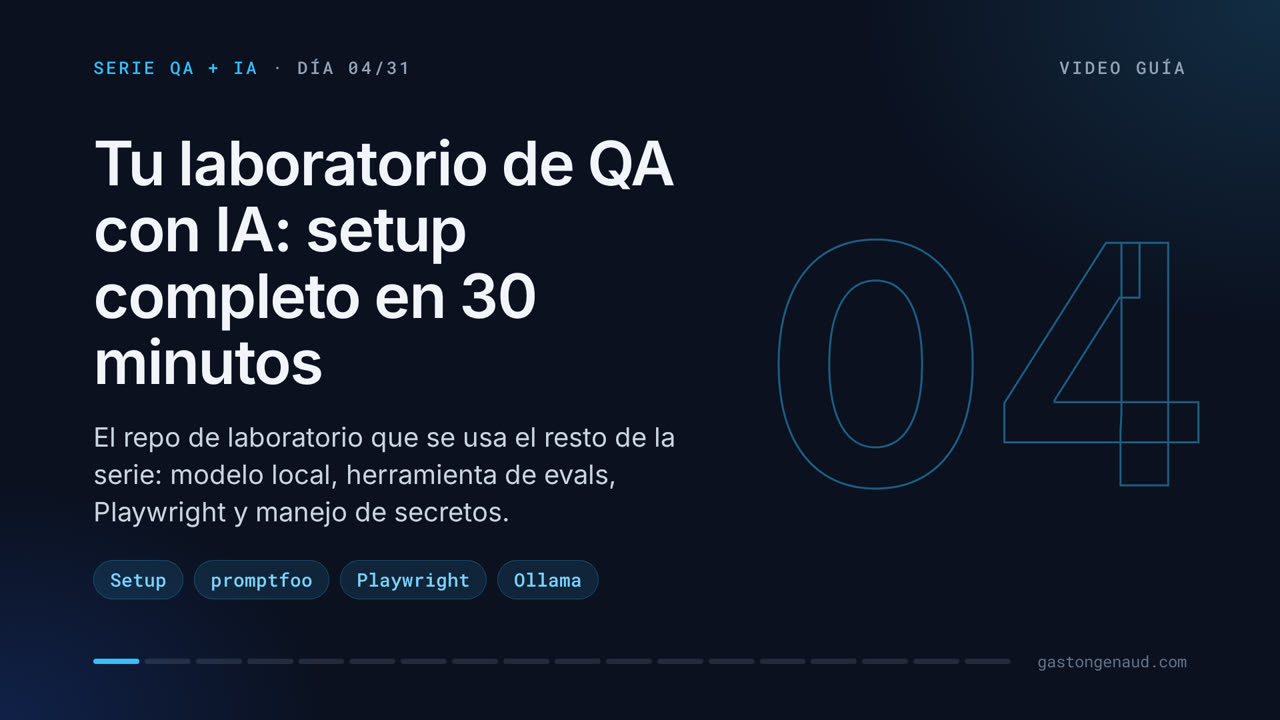 SERIE QA + IA · DÍA 04/31
VIDEO GUÍA
Tu laboratorio de QA
con IA: setup
completo en 30
minutos
04
El repo de laboratorio que se usa el resto de la
serie: modelo local, herramienta de evals,
Playwright y manejo de secretos.
Setup promptfoo Playwright Ollama
gastongenaud.com